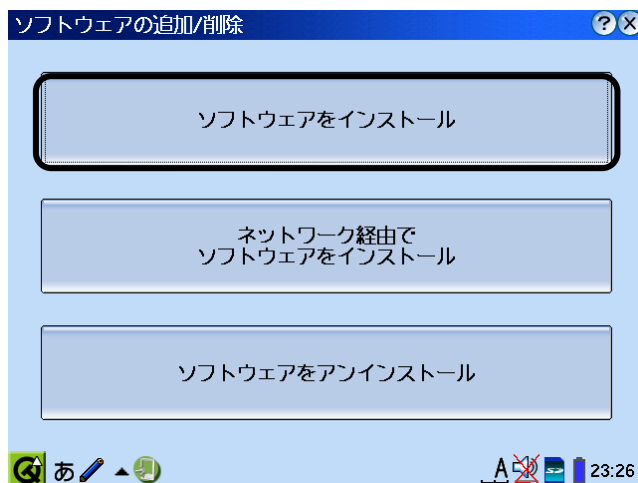 ソフトウェアの追加/削除
?
X
ソフトウェアをインストール
ネットワーク経由で
ソフトウェアをインストール
ソフトウェアをアンインストール
あ
A
SD
23:26